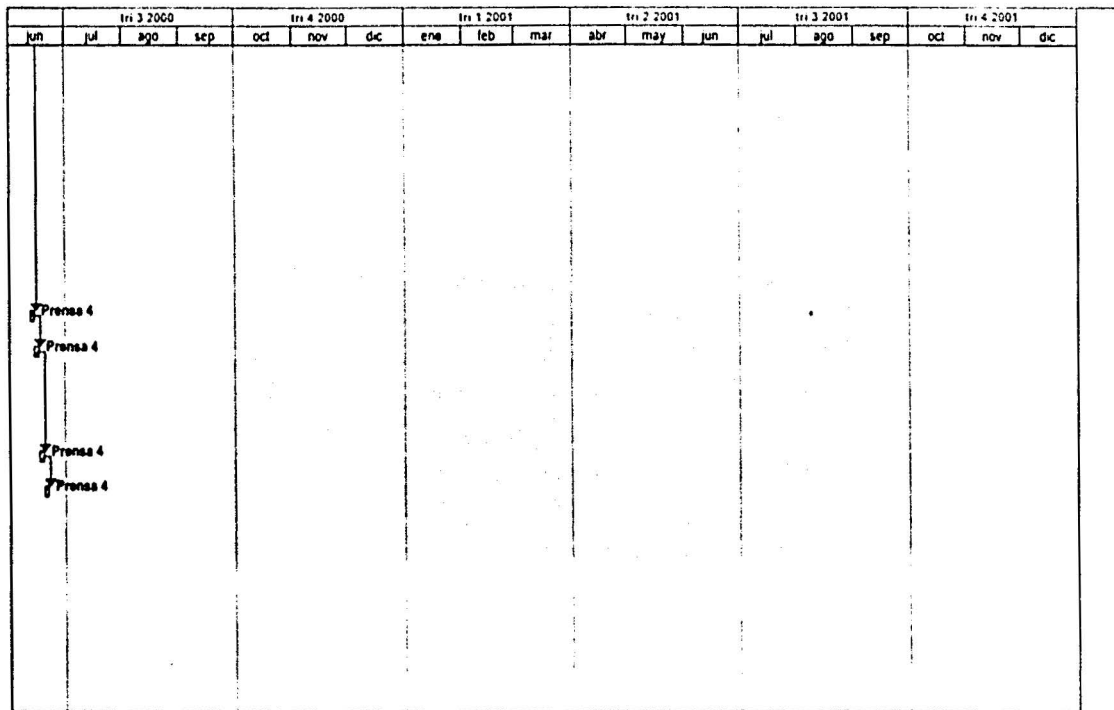 tri 3 2000 tri 4 2000 tri 1 2001 tri 2 2001 tri 3 2001 tri 4 2001
jun jul ago sep oct nov dic ene feb mar abr may jun jul ago sep oct nov dic
Prensa 4
Prensa 4
Prensa 4
Prensa 4